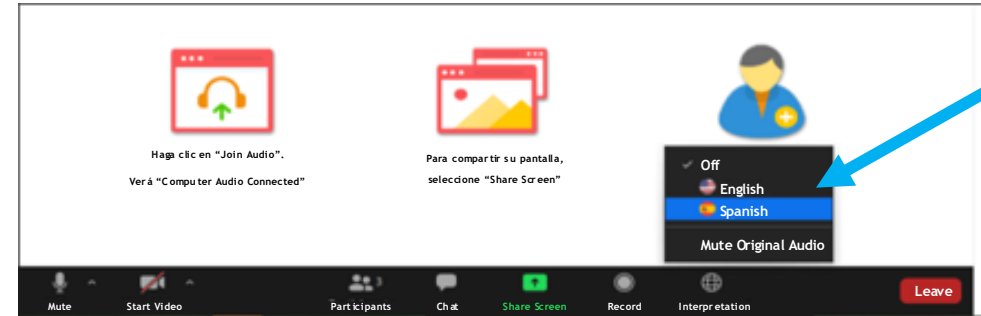 Haga clic en “Join Audio”.
Verá “Computer Audio Connected”
Para compartir su pantalla,
seleccione “Share Screen”
Off
English
Spanish
Mute Original Audio
Mute
Start Video
Participants
3
Chat
Share Screen
Record
Interpretation
Leave